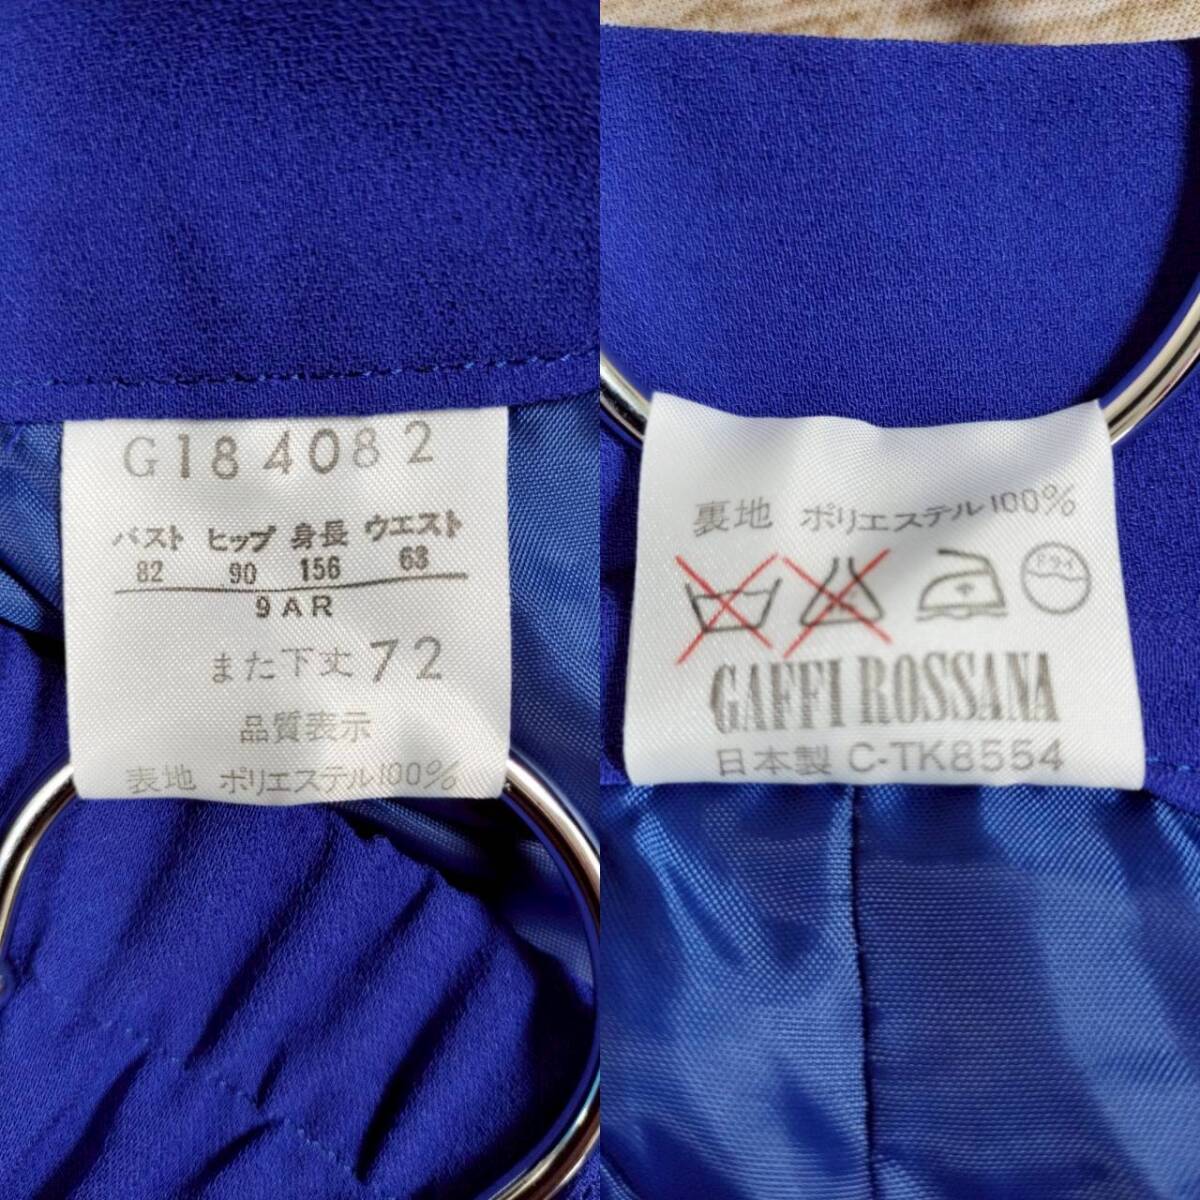 G184082
バスト ヒップ 身長 ウエスト
82 90 156 63
9AR
また下丈 72
品質表示
表地 ポリエステル100%
裏地 ポリエステル100%
ドライ
GAFFI ROSSANA
日本製 C-TK8554